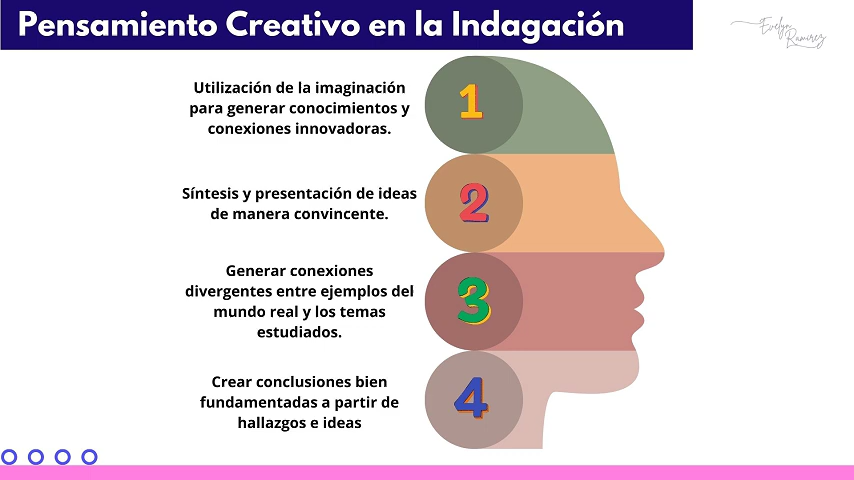 Pensamiento Creativo en la Indagación
Evelyn
Ramirez
Utilización de la imaginación
para generar conocimientos y
conexiones innovadoras.
1
Síntesis y presentación de ideas
de manera convincente.
2
Generar conexiones
divergentes entre ejemplos del
mundo real y los temas
estudiados.
3
Crear conclusiones bien
fundamentadas a partir de
hallazgos e ideas
4